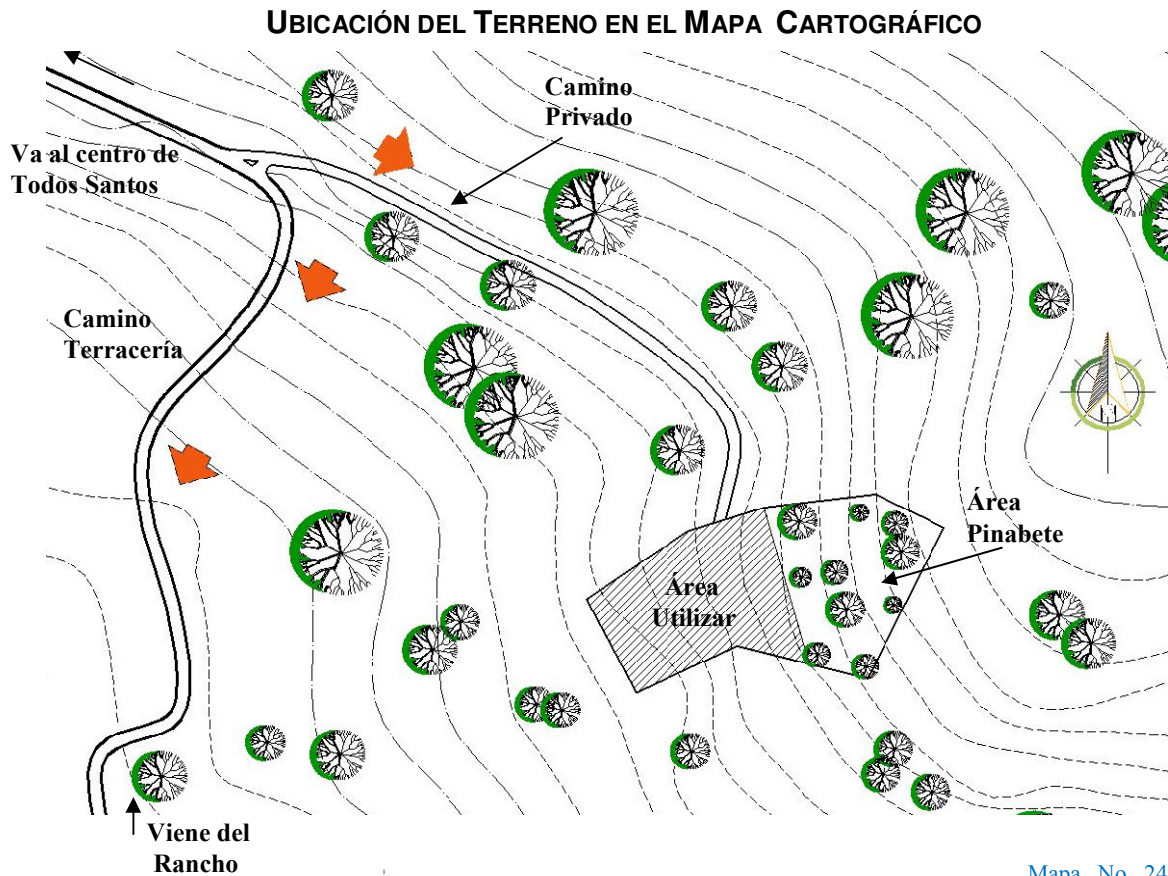 UBICACIÓN DEL TERRENO EN EL MAPA CARTOGRÁFICO
Camino
Privado
Va al centro de
Todos Santos
Camino
Terracería
Área
Pinabete
Área
Utilizar
Viene del
Rancho
Mapa No. 24